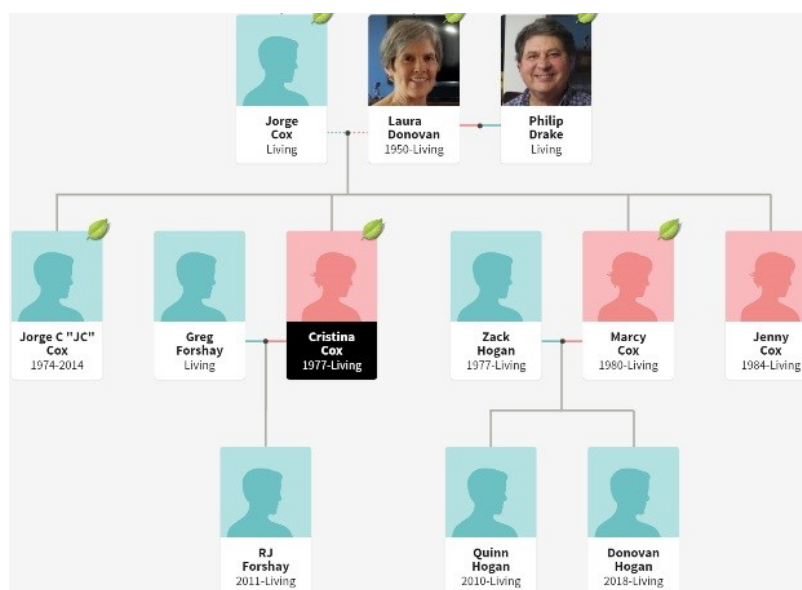 Jorge
Cox
Living
Laura
Donovan
1950-Living
Philip
Drake
Living
Jorge C "JC"
Cox
1974-2014
Greg
Forshay
Living
Cristina
Cox
1977-Living
Zack
Hogan
1977-Living
Marcy
Cox
1980-Living
Jenny
Cox
1984-Living
RJ
Forshay
2011-Living
Quinn
Hogan
2010-Living
Donovan
Hogan
2018-Living